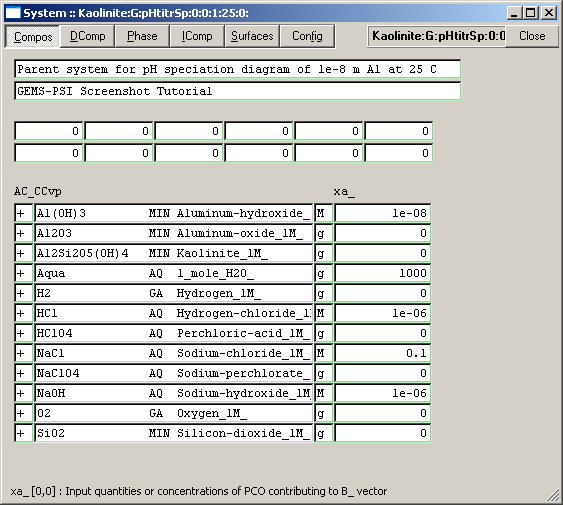 System :: Kaolinite:G:pHtitrSp:0:0:1:25:0:
Compos DComp Phase IComp Surfaces Config Kaolinite:G:pHtitrSp:0:0 Close
Parent system for pH speciation diagram of 1e-8 m Al at 25 C
GEMS-PSI Screenshot Tutorial
0 0 0 0 0 0
0 0 0 0 0 0
AC_CCvp xa_
+ Al(OH)3 MIN Aluminum-hydroxide_ M 1e-08
+ Al2O3 MIN Aluminum-oxide_1M_ g 0
+ Al2Si2O5(OH)4 MIN Kaolinite_1M_ g 0
+ Aqua AQ 1_mole_H2O_ g 1000
+ H2 GA Hydrogen_1M_ g 0
+ HCl AQ Hydrogen-chloride_1M M 1e-06
+ HClO4 AQ Perchloric-acid_1M_ g 0
+ NaCl AQ Sodium-chloride_1M_ M 0.1
+ NaClO4 AQ Sodium-perchlorate_ g 0
+ NaOH AQ Sodium-hydroxide_1M_ M 1e-06
+ O2 GA Oxygen_1M_ g 0
+ SiO2 MIN Silicon-dioxide_1M_ g 0
xa_ [0,0] : Input quantities or concentrations of PCO contributing to B_ vector